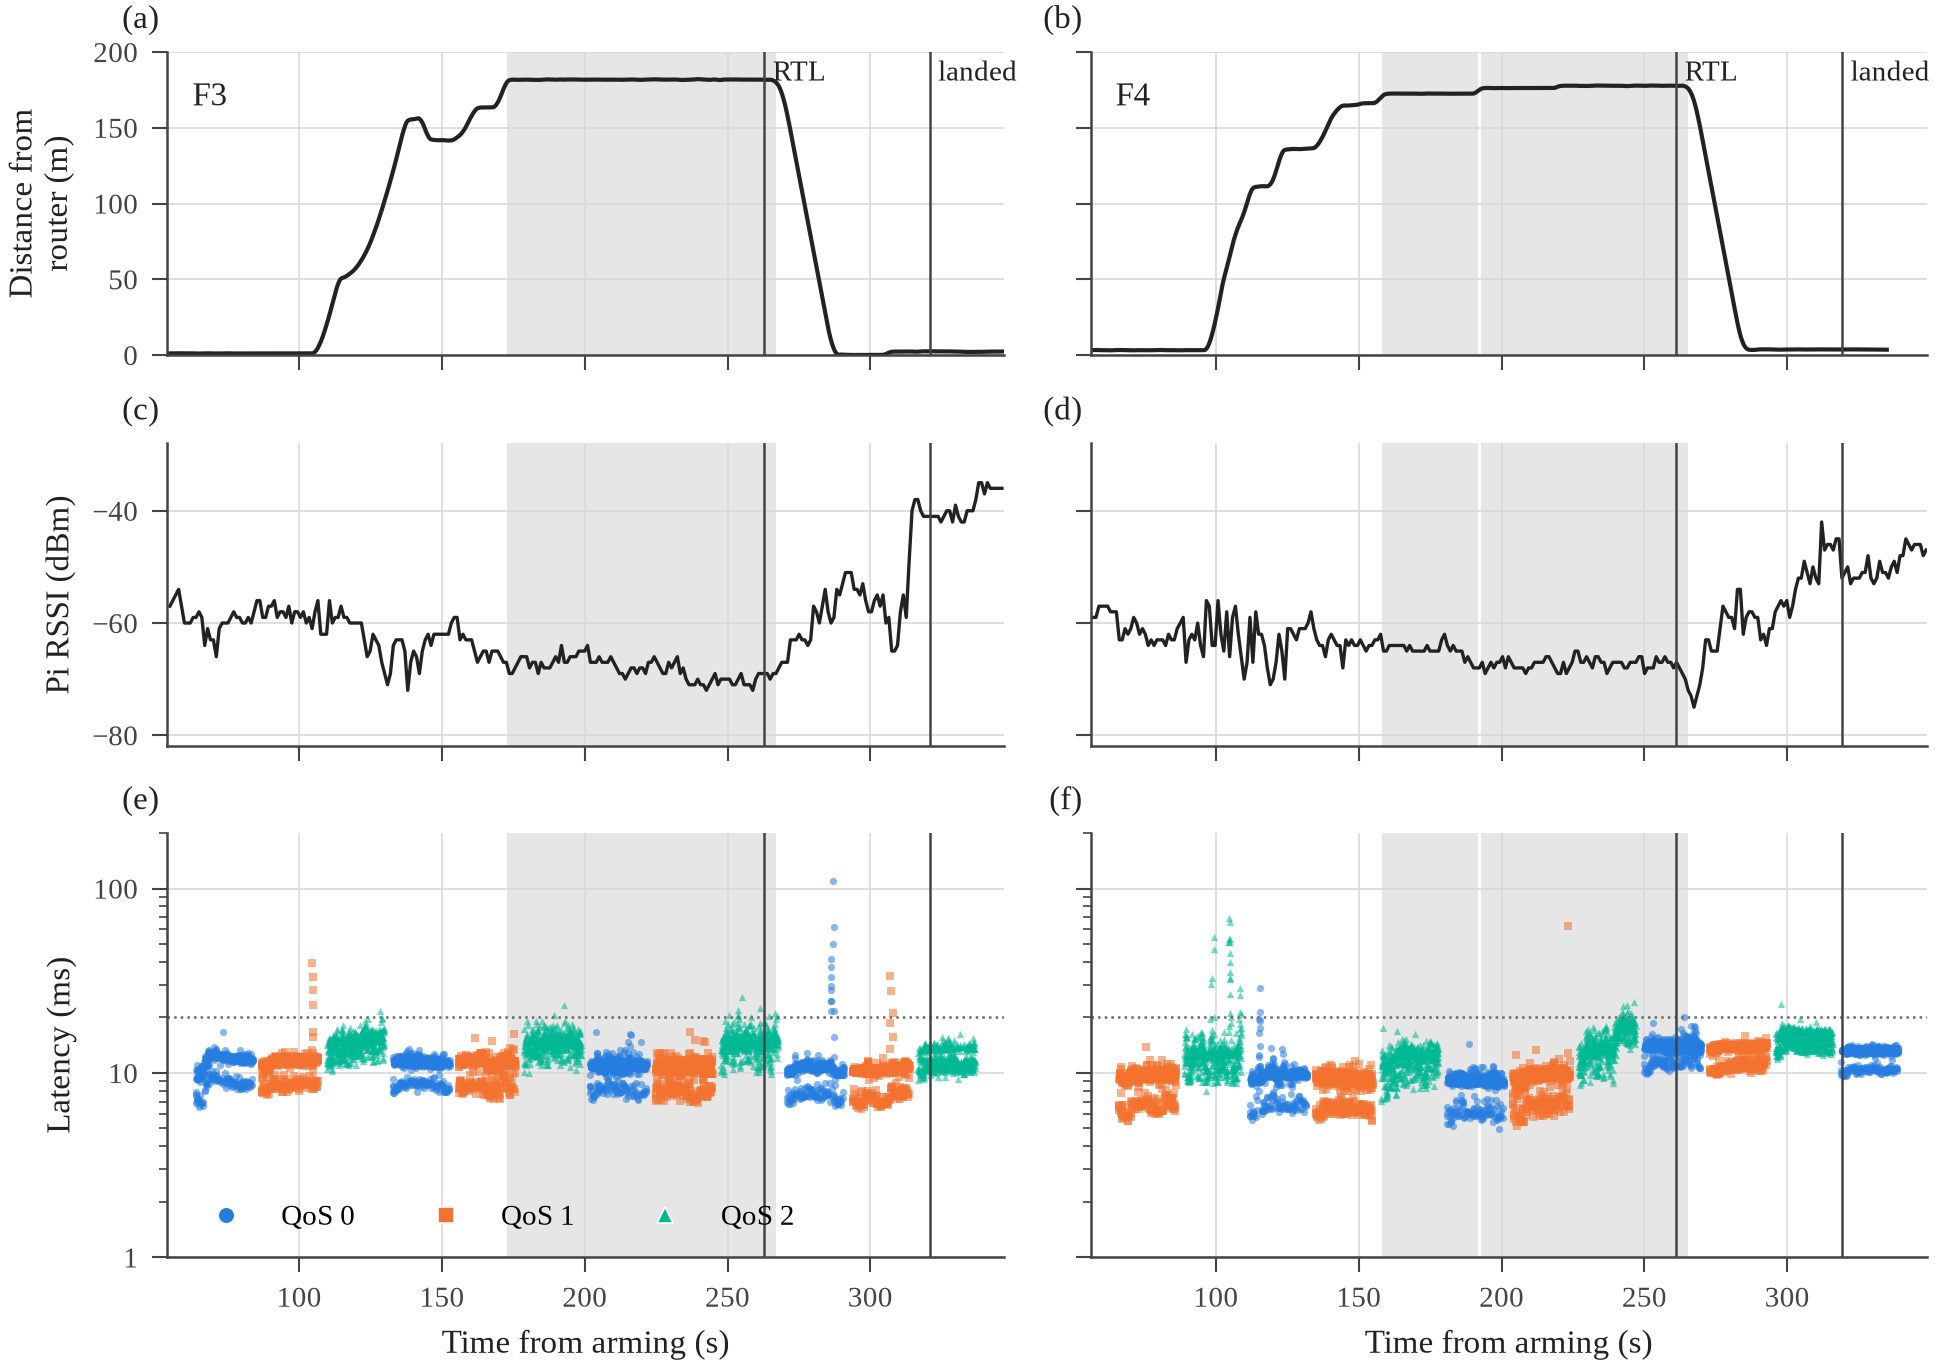 (a)
(b)
200
150
100
50
0
Distance from
router (m)
F3
RTL
landed
F4
RTL
landed
(c)
(d)
−40
−60
−80
Pi RSSI (dBm)
(e)
(f)
100
10
1
Latency (ms)
QoS 0
QoS 1
QoS 2
100
150
200
250
300
100
150
200
250
300
Time from arming (s)
Time from arming (s)